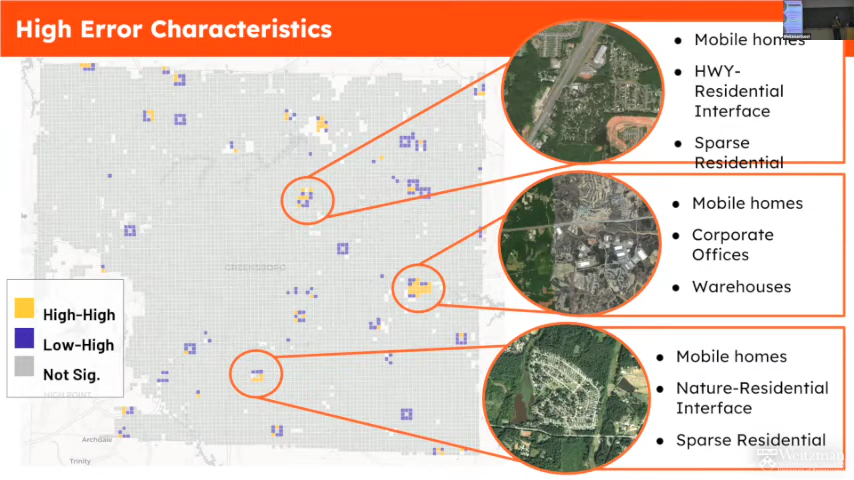 High Error Characteristics
Mobile homes
HWY-
Residential
Interface
Sparse
Residential
Mobile homes
Corporate
Offices
Warehouses
GREENSBORO
High-High
Low-High
Not Sig.
HIGH POINT
Archdale
Trinity
Mobile homes
Nature-Residential
Interface
Sparse Residential
Weitzman